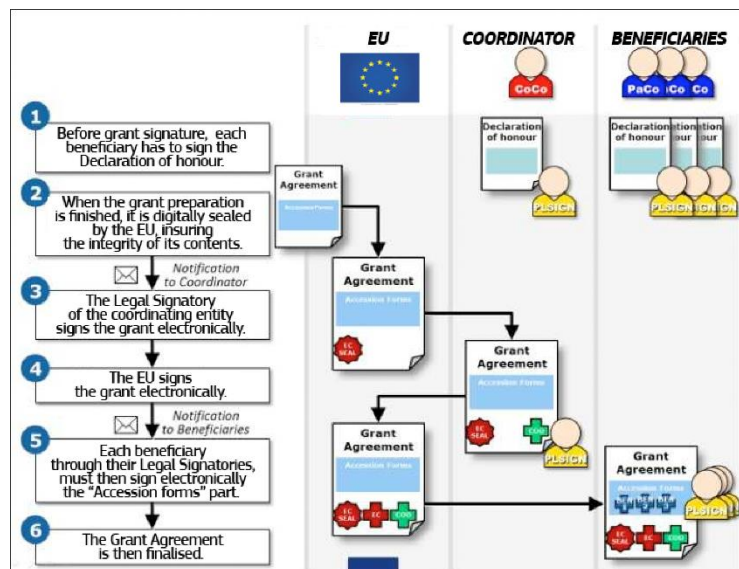 EU
COORDINATOR
BENEFICIARIES
CoCo
PaCo
Co
Co
1
Before grant signature, each
beneficiary has to sign the
Declaration of honour.
Declaration
of honour
PLSIGN
Declaration
of honour
PLSIGN
2
When the grant preparation
is finished, it is digitally sealed
by the EU, insuring
the integrity of its contents.
Grant
Agreement
Accession Forms
Notification
to Coordinator
Grant
Agreement
Accession Forms
EC
SEAL
3
The Legal Signatory
of the coordinating entity
signs the grant electronically.
Grant
Agreement
Accession Forms
EC
SEAL
COO
PLSIGN
4
The EU signs
the grant electronically.
Notification
to Beneficiaries
Grant
Agreement
Accession Forms
EC
SEAL
EC
COO
5
Each beneficiary
through their Legal Signatories,
must then sign electronically
the "Accession forms" part.
Grant
Agreement
Accession Forms
PLSIGN
EC
SEAL
EC
COO
6
The Grant Agreement
is then finalised.